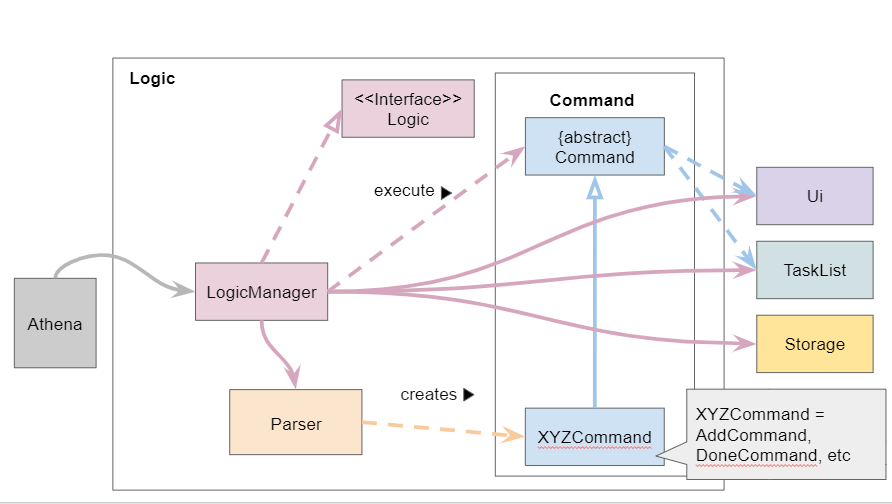 Logic
<<Interface>>
Logic
Command
{abstract}
Command
execute ▶
Ui
LogicManager
TaskList
Athena
Storage
creates ▶
Parser
XYZCommand
XYZCommand =
AddCommand,
DoneCommand, etc